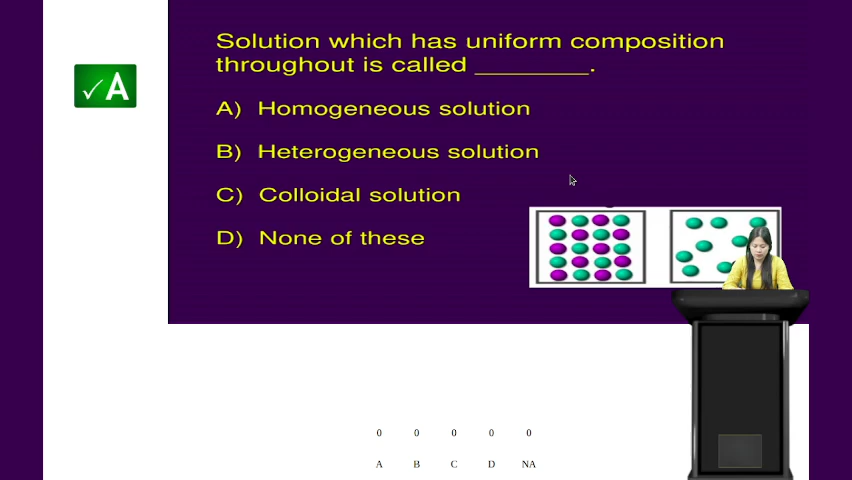 Solution which has uniform composition
throughout is called ________.
✓A
A) Homogeneous solution
B) Heterogeneous solution
C) Colloidal solution
D) None of these
0 0 0 0 0
A B C D NA